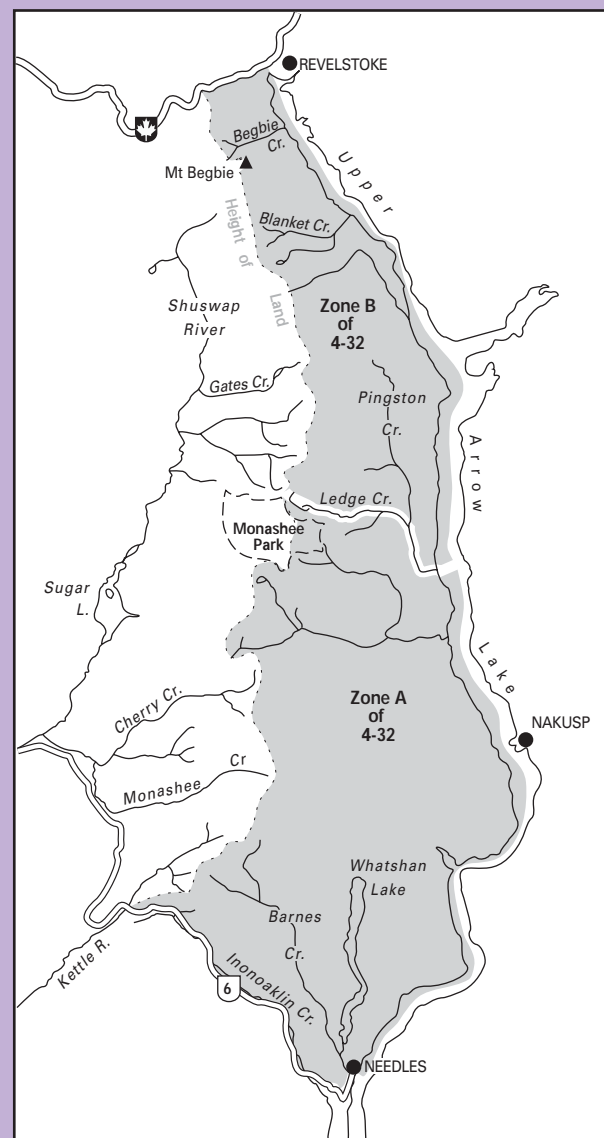 REVELSTOKE
Begbie
Cr.
Mt Begbie
Upper
Blanket Cr.
Height of
Land
Shuswap
River
Zone B
of
4-32
Gates Cr.
Pingston
Cr.
Arrow
Ledge Cr.
Monashee
Park
Sugar
L.
Lake
Zone A
of
4-32
Cherry Cr.
NAKUSP
Monashee
Cr
Whatshan
Lake
Barnes
Cr.
Kettle R.
Inonoaklin Cr.
6
NEEDLES